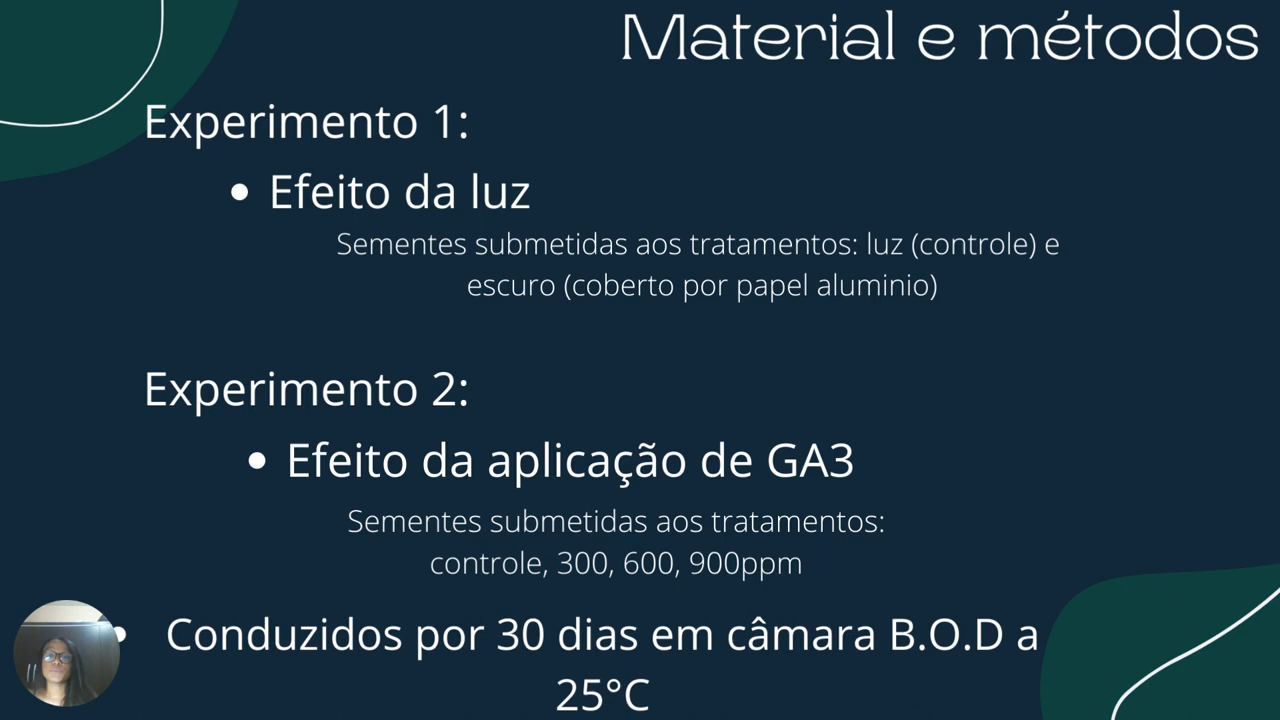 Material e métodos
Experimento 1:
• Efeito da luz
Sementes submetidas aos tratamentos: luz (controle) e
escuro (coberto por papel aluminio)
Experimento 2:
• Efeito da aplicação de GA3
Sementes submetidas aos tratamentos:
controle, 300, 600, 900ppm
• Conduzidos por 30 dias em câmara B.O.D a
25°C